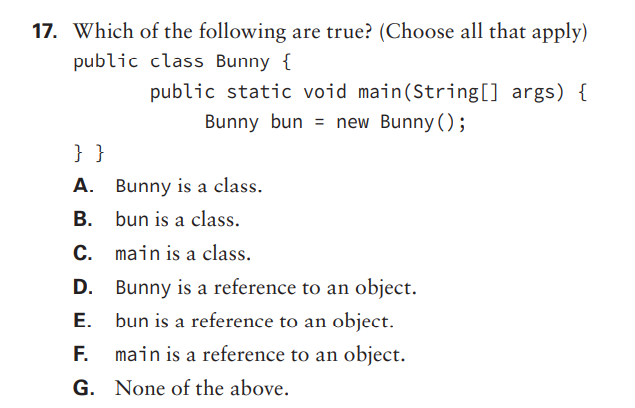 17. Which of the following are true? (Choose all that apply)
public class Bunny {
public static void main(String[] args) {
Bunny bun = new Bunny();
} }
A. Bunny is a class.
B. bun is a class.
C. main is a class.
D. Bunny is a reference to an object.
E. bun is a reference to an object.
F. main is a reference to an object.
G. None of the above.